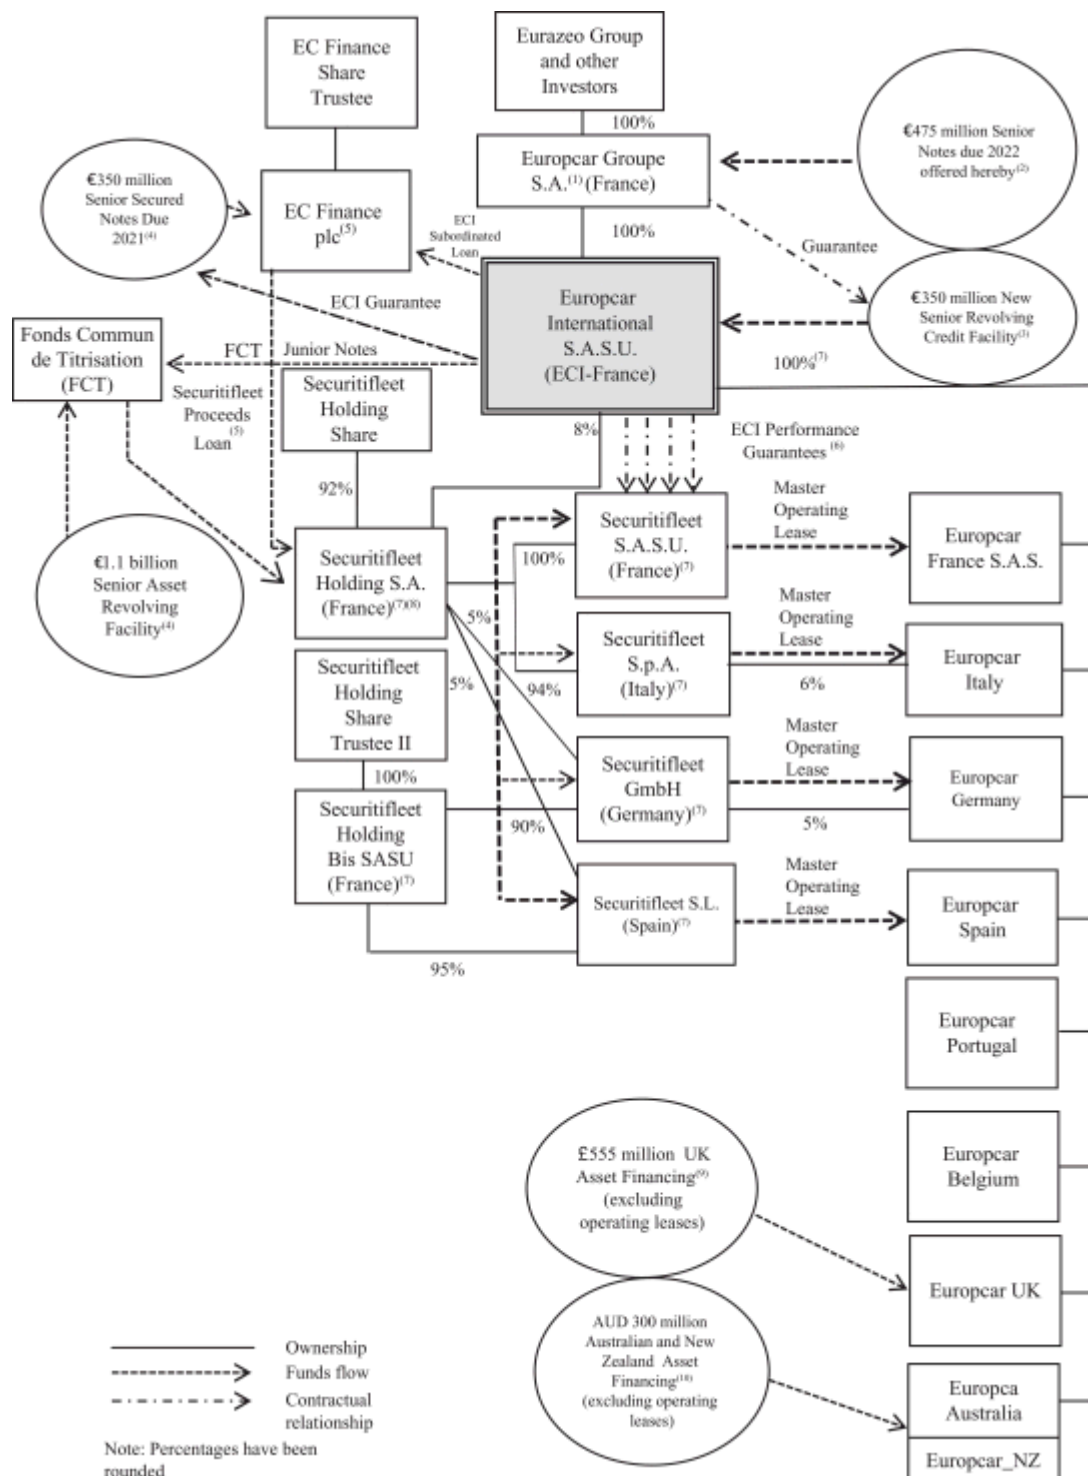 EC Finance
Share
Trustee
Eurazeo Group
and other
Investors
100%
Europcar Groupe
S.A.(1) (France)
€475 million Senior
Notes due 2022
offered hereby(2)
€350 million
Senior Secured
Notes Due
2021(4)
EC Finance
plc(5)
ECI
Subordinated
Loan
100%
Guarantee
ECI Guarantee
Europcar
International
S.A.S.U.
(ECI-France)
€350 million New
Senior Revolving
Credit Facility(3)
100%(7)
Fonds Commun
de Titrisation
(FCT)
FCT
Junior Notes
Securitifleet
Proceeds
Loan(5)
Securitifleet
Holding
Share
8%
ECI Performance
Guarantees(6)
92%
€1.1 billion
Senior Asset
Revolving
Facility(4)
Securitifleet
Holding S.A.
(France)(7)(8)
100%
Securitifleet
S.A.S.U.
(France)(7)
Master
Operating
Lease
Europcar
France S.A.S.
5%
Securitifleet
S.p.A.
(Italy)(7)
Master
Operating
Lease
6%
Europcar
Italy
Securitifleet
Holding
Share
Trustee II
5%
94%
100%
Securitifleet
GmbH
(Germany)(7)
Master
Operating
Lease
5%
Europcar
Germany
Securitifleet
Holding
Bis SASU
(France)(7)
90%
Securitifleet S.L.
(Spain)(7)
Master
Operating
Lease
Europcar
Spain
95%
Europcar
Portugal
£555 million UK
Asset Financing(9)
(excluding
operating leases)
Europcar
Belgium
Europcar UK
AUD 300 million
Australian and New
Zealand Asset
Financing(10)
(excluding operating
leases)
Europca
Australia
Europcar_NZ
Ownership
Funds flow
Contractual
relationship
Note: Percentages have been
rounded